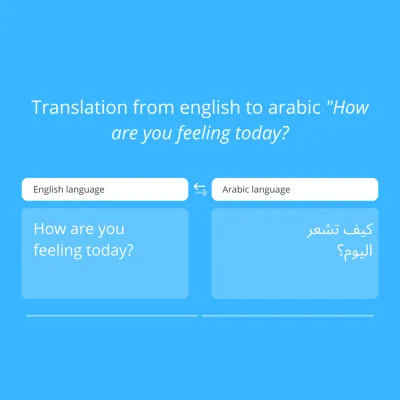 Translation from english to arabic "How
are you feeling today?
English language
Arabic language
How are you
feeling today?
كيف تشعر
اليوم؟